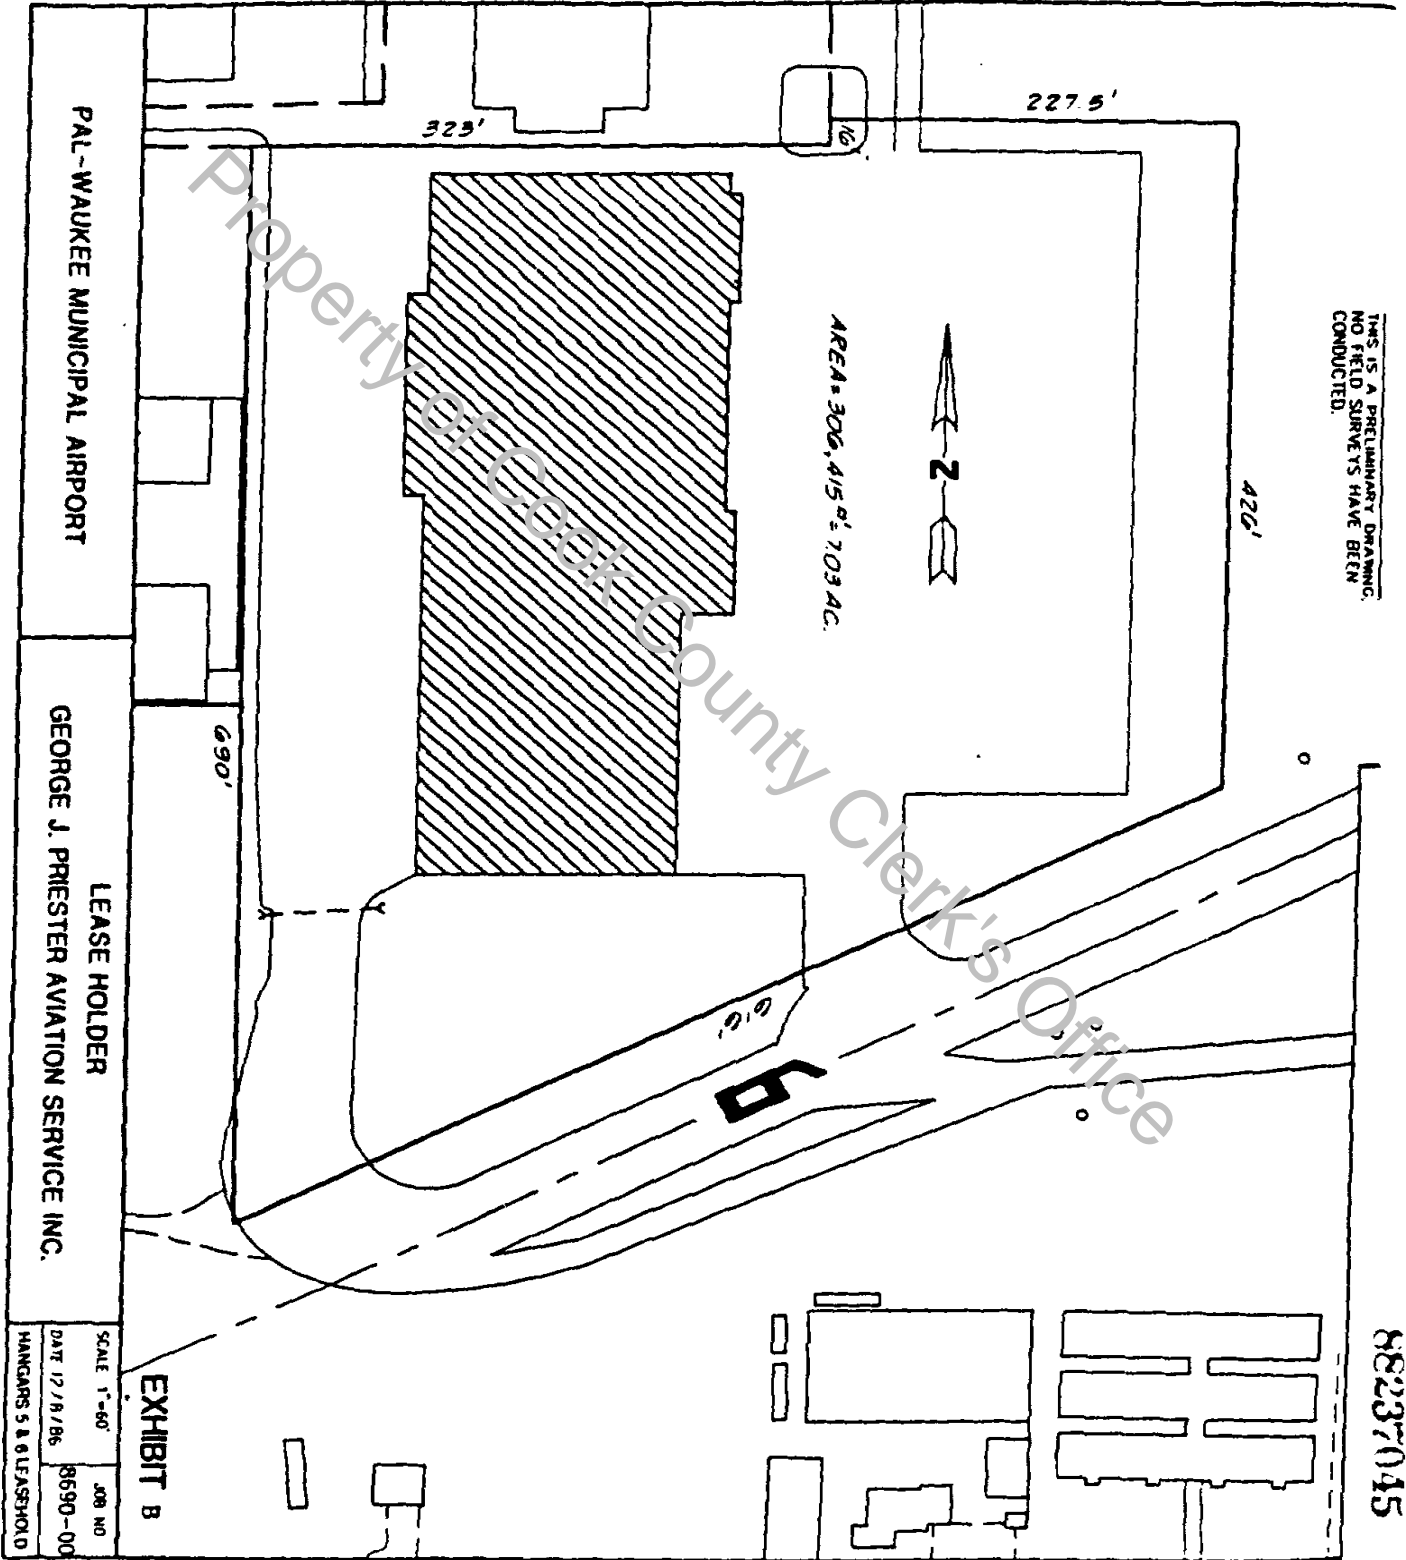 88237045
THIS IS A PRELIMINARY DRAWING.
NO FIELD SURVEYS HAVE BEEN
CONDUCTED.
227.5'
426'
16'
323'
N
AREA = 306,415 □' = 7.03 AC.
690'
616'
6
Property of Cook County Clerk's Office
EXHIBIT B
PAL-WAUKEE MUNICIPAL AIRPORT
LEASE HOLDER
GEORGE J. PRIESTER AVIATION SERVICE INC.
SCALE 1"=60'
JOB NO
DATE 12/8/86
8690-00
HANGARS 5 & 6 LEASEHOLD